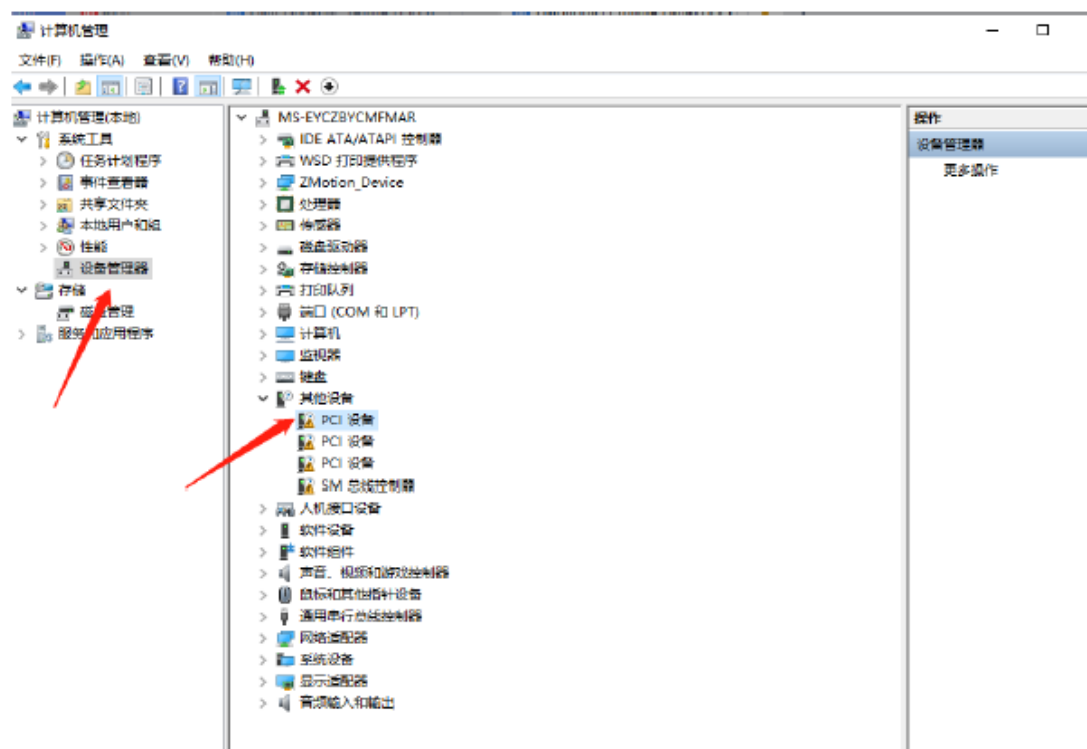 计算机管理
文件(F) 操作(A) 查看(V) 帮助(H)
计算机管理(本地)
系统工具
任务计划程序
事件查看器
共享文件夹
本地用户和组
性能
设备管理器
存储
磁盘管理
服务和应用程序
MS-EYCZBYCMFMAR
IDE ATA/ATAPI 控制器
WSD 打印提供程序
ZMotion_Device
处理器
传感器
磁盘驱动器
存储控制器
打印队列
端口 (COM 和 LPT)
计算机
监视器
键盘
其他设备
PCI 设备
PCI 设备
PCI 设备
SM 总线控制器
人机接口设备
软件设备
软件组件
声音、视频和游戏控制器
鼠标和其他指针设备
通用串行总线控制器
网络适配器
系统设备
显示适配器
音频输入和输出
操作
设备管理器
更多操作